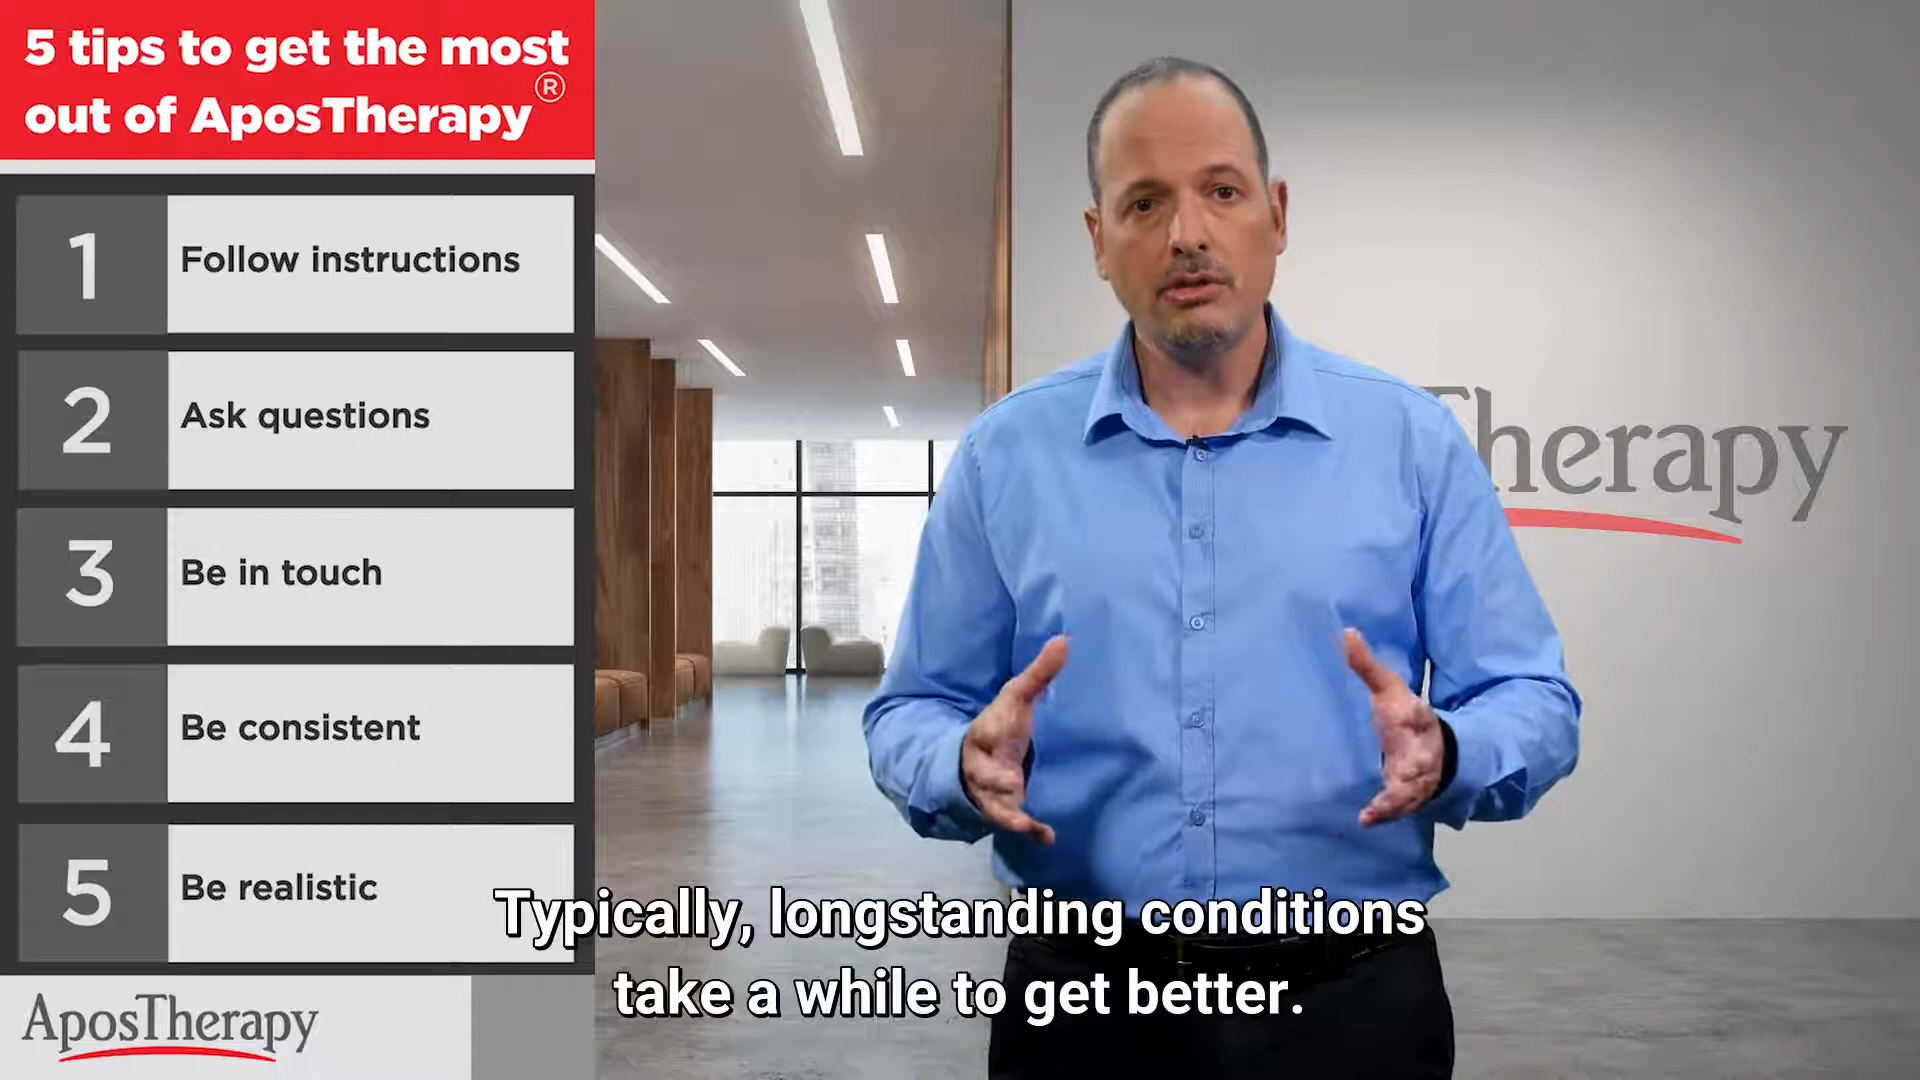 5 tips to get the most
out of AposTherapy®
1 Follow instructions
2 Ask questions
3 Be in touch
4 Be consistent
5 Be realistic
Therapy
Typically, longstanding conditions
take a while to get better.
AposTherapy